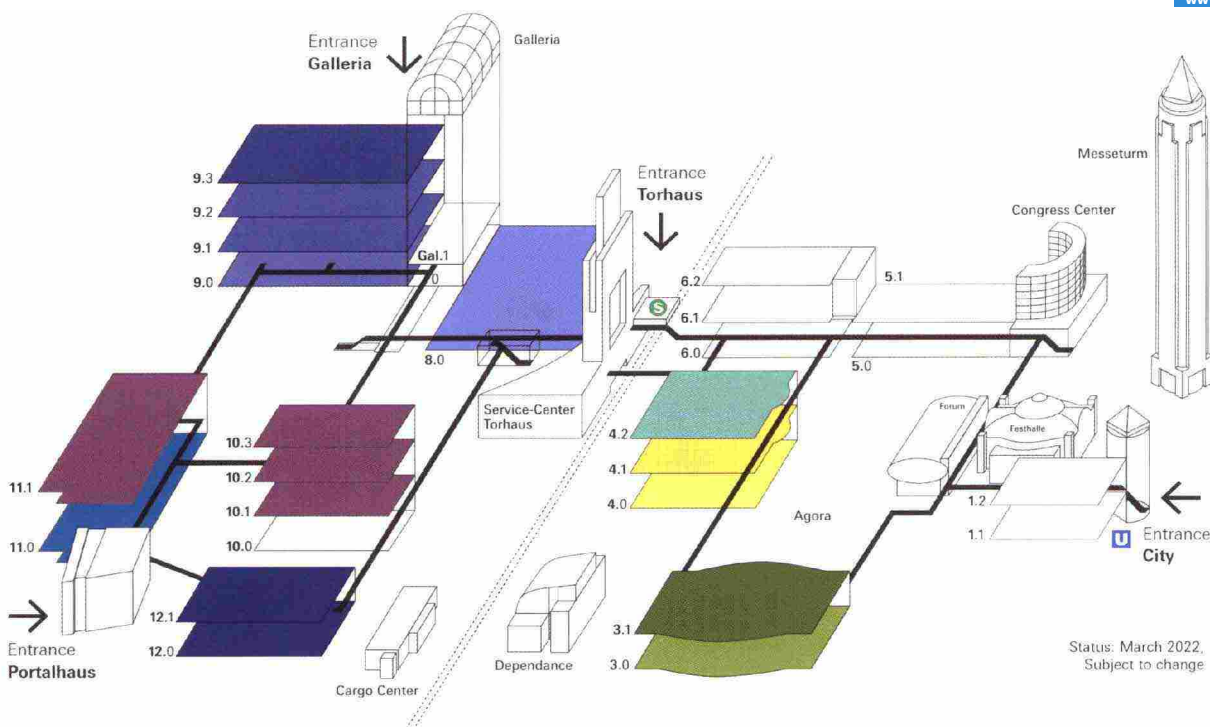 Entrance
Galleria
Galleria
Messeturm
Entrance
Torhaus
9.3
9.2
9.1
9.0
Gal.1
0
Congress Center
S
6.2
5.1
6.1
6.0
5.0
8.0
Service-Center
Torhaus
Forum
Festhalle
4.2
4.1
4.0
10.3
10.2
10.1
10.0
11.1
11.0
Agora
1.2
1.1
U
Entrance
City
12.1
12.0
Entrance
Portalhaus
Cargo Center
Dependance
3.1
3.0
Status: March 2022,
Subject to change